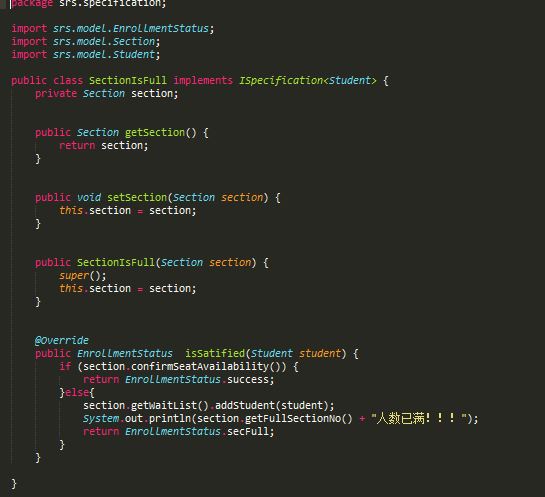 package srs.specification;
import srs.model.EnrollmentStatus;
import srs.model.Section;
import srs.model.Student;
public class SectionIsFull implements ISpecification<Student> {
private Section section;
public Section getSection() {
return section;
}
public void setSection(Section section) {
this.section = section;
}
public SectionIsFull(Section section) {
super();
this.section = section;
}
@Override
public EnrollmentStatus  isSatified(Student student) {
if (section.confirmSeatAvailability()) {
return EnrollmentStatus.success;
}else{
section.getWaitList().addStudent(student);
System.out.println(section.getFullSectionNo() + "人数已满！！！");
return EnrollmentStatus.secFull;
}
}
}